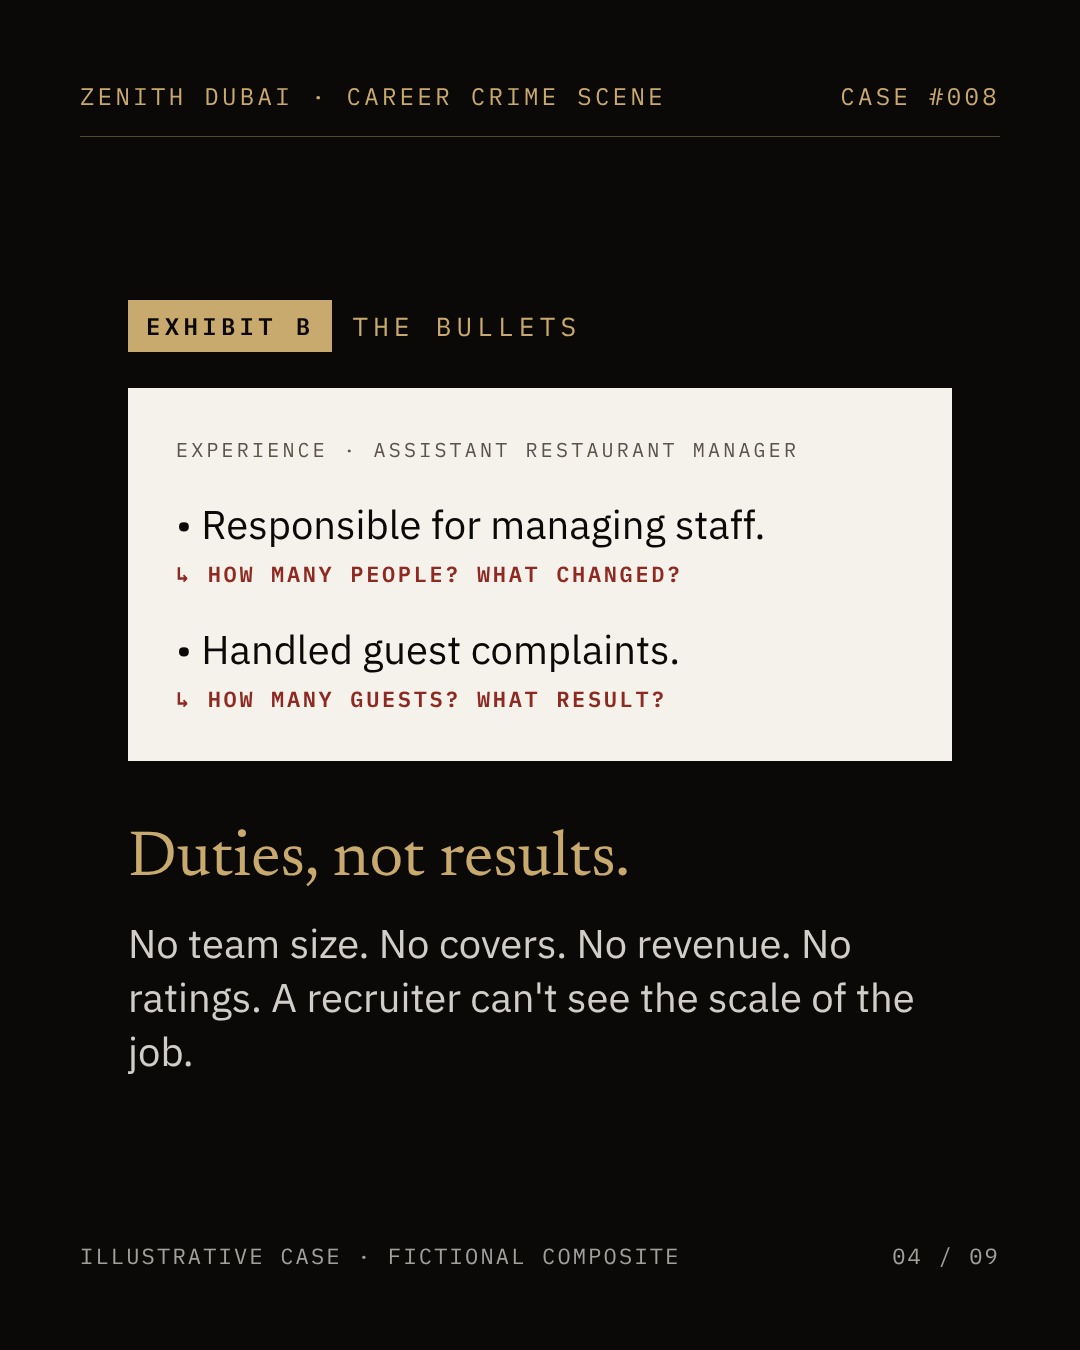 ZENITH DUBAI · CAREER CRIME SCENE CASE #008
EXHIBIT B THE BULLETS
EXPERIENCE · ASSISTANT RESTAURANT MANAGER
• Responsible for managing staff.
↳ HOW MANY PEOPLE? WHAT CHANGED?
• Handled guest complaints.
↳ HOW MANY GUESTS? WHAT RESULT?
Duties, not results.
No team size. No covers. No revenue. No
ratings. A recruiter can't see the scale of the
job.
ILLUSTRATIVE CASE · FICTIONAL COMPOSITE 04 / 09